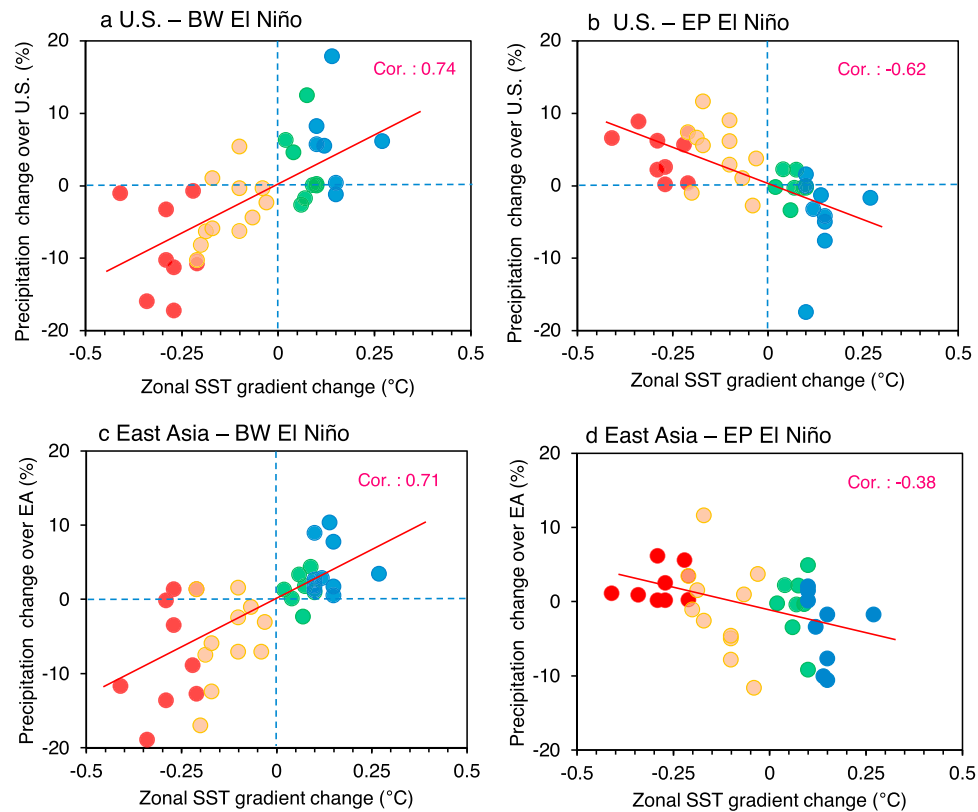 a U.S. – BW El Niño
Precipitation change over U.S. (%)
20
10
0
-10
-20
Cor. : 0.74
-0.5
-0.25
0
0.25
0.5
Zonal SST gradient change (°C)
b U.S. – EP El Niño
Precipitation change over U.S. (%)
20
10
0
-10
-20
Cor. : -0.62
-0.5
-0.25
0
0.25
0.5
Zonal SST gradient change (°C)
c East Asia – BW El Niño
Precipitation change over EA (%)
20
10
0
-10
-20
Cor. : 0.71
-0.5
-0.25
0
0.25
0.5
Zonal SST gradient change (°C)
d East Asia – EP El Niño
Precipitation change over EA (%)
20
10
0
-10
-20
Cor. : -0.38
-0.5
-0.25
0
0.25
0.5
Zonal SST gradient change (°C)